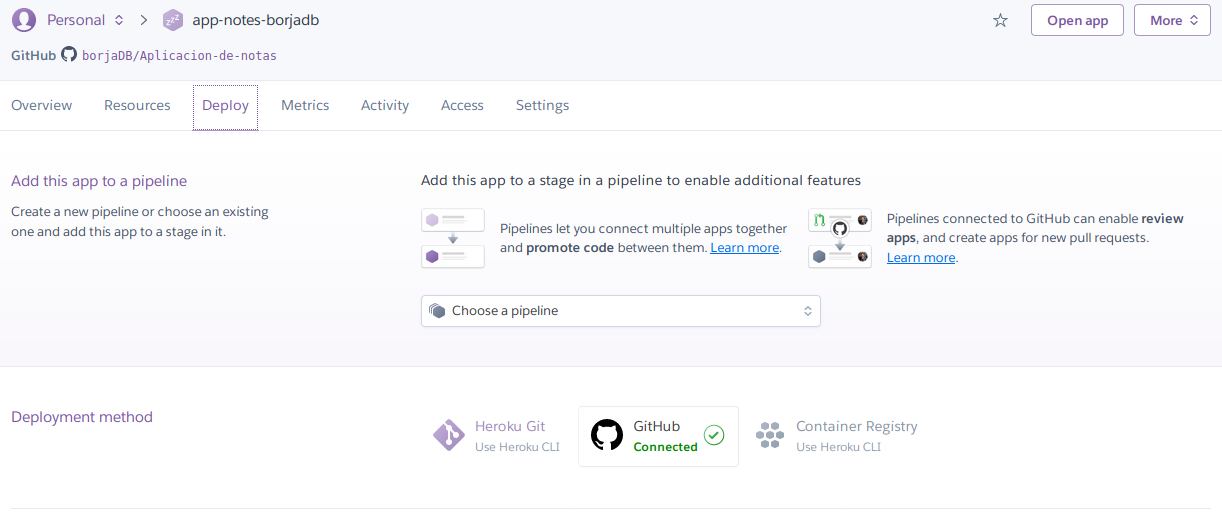 Personal app-notes-borjadb Open app More
GitHub borjaDB/Aplicacion-de-notas
Overview Resources Deploy Metrics Activity Access Settings
Add this app to a pipeline
Create a new pipeline or choose an existing
one and add this app to a stage in it.
Add this app to a stage in a pipeline to enable additional features
Pipelines let you connect multiple apps together
and promote code between them. Learn more.
Pipelines connected to GitHub can enable review
apps, and create apps for new pull requests.
Learn more.
Choose a pipeline
Deployment method
Heroku Git
Use Heroku CLI
GitHub
Connected
Container Registry
Use Heroku CLI